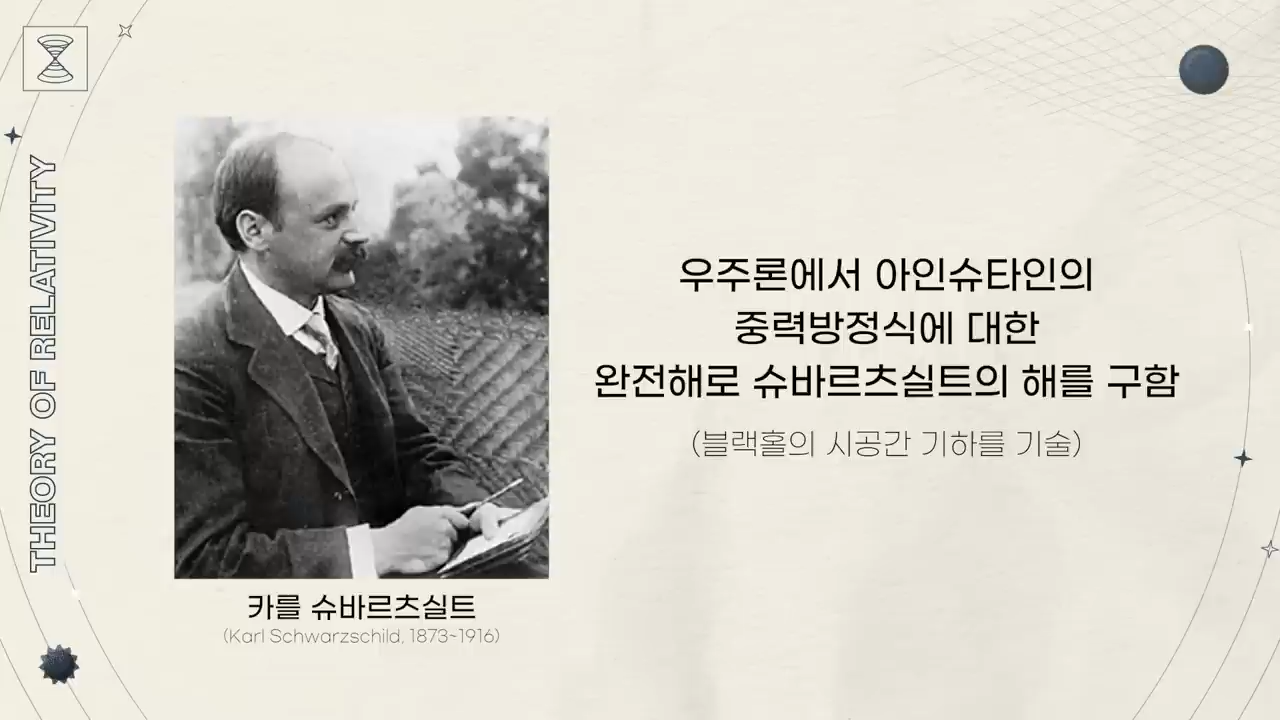 THEORY OF RELATIVITY
우주론에서 아인슈타인의
중력방정식에 대한
완전해로 슈바르츠실트의 해를 구함
(블랙홀의 시공간 기하를 기술)
카를 슈바르츠실트
(Karl Schwarzschild, 1873~1916)